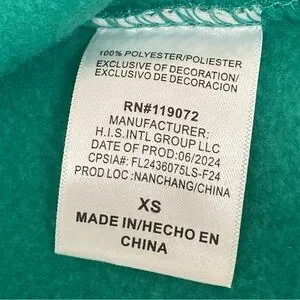 100% POLYESTER/POLIESTER
EXCLUSIVE OF DECORATION/
EXCLUSIVO DE DECORACION
RN#119072
MANUFACTURER:
H.I.S.INTL GROUP LLC
DATE OF PROD:06/2024
CPSIA#: FL2436075LS-F24
PROD LOC :NANCHANG/CHINA
XS
MADE IN/HECHO EN
CHINA